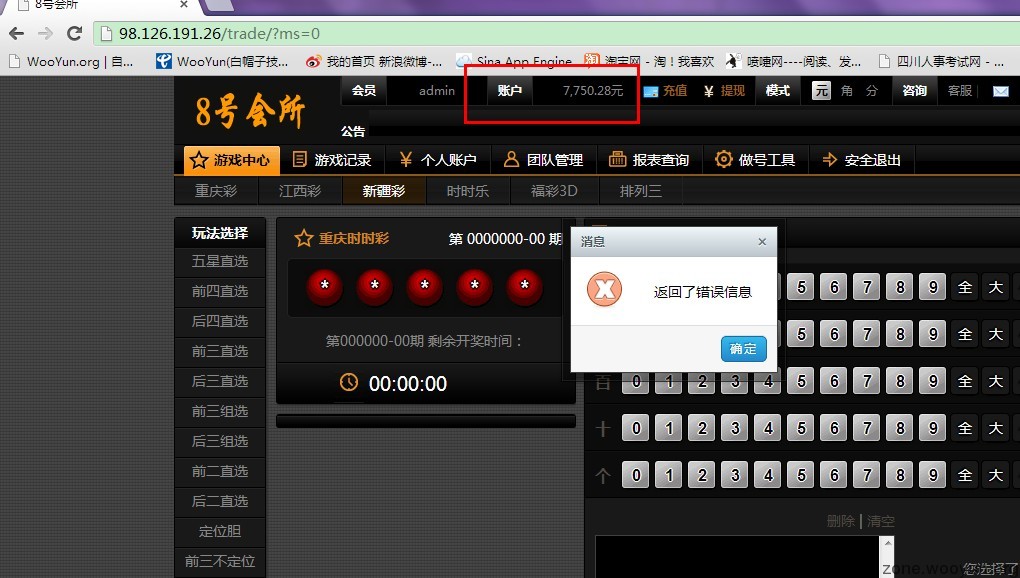 8号会所
98.126.191.26/trade/?ms=0
WooYun.org | 自... WooYun(白帽子技... 我的首页 新浪微博-... Sina App Engine 淘宝网 - 淘！我喜欢 喷嚏网----阅读、发... 四川人事考试网 - ...
8号会所
会员 admin 账户 7,750.28元 充值 ¥ 提现 模式 元 角 分 咨询 客服
公告
游戏中心 游戏记录 ¥ 个人账户 团队管理 报表查询 做号工具 安全退出
重庆彩 江西彩 新疆彩 时时乐 福彩3D 排列三
玩法选择
五星直选
前四直选
后四直选
前三直选
后三直选
前三组选
后三组选
前二直选
后二直选
定位胆
前三不定位
重庆时时彩 第 0000000-00 期
* * * * *
第000000-00期 剩余开奖时间：
00:00:00
消息
返回了错误信息
确定
5 6 7 8 9 全 大
5 6 7 8 9 全 大
百 0 1 2 3 4 5 6 7 8 9 全 大
十 0 1 2 3 4 5 6 7 8 9 全 大
个 0 1 2 3 4 5 6 7 8 9 全 大
删除 | 清空
您选择了